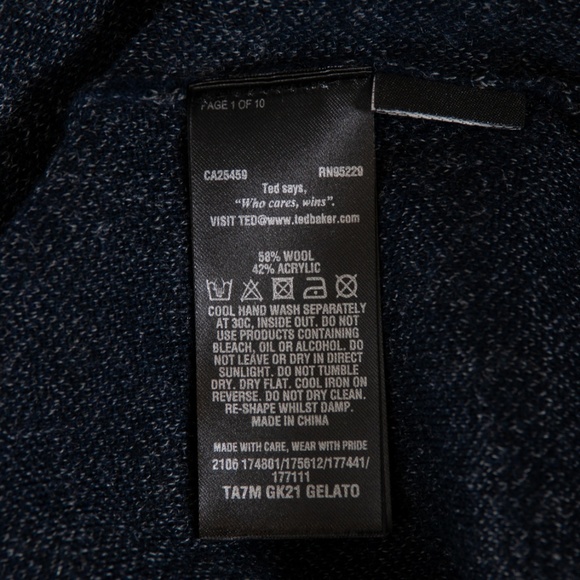 PAGE 1 OF 10
CA25459 RN95229
Ted says,
"Who cares, wins".
VISIT TED@www.tedbaker.com
58% WOOL
42% ACRYLIC
COOL HAND WASH SEPARATELY
AT 30C, INSIDE OUT. DO NOT
USE PRODUCTS CONTAINING
BLEACH, OIL OR ALCOHOL. DO
NOT LEAVE OR DRY IN DIRECT
SUNLIGHT. DO NOT TUMBLE
DRY. DRY FLAT. COOL IRON ON
REVERSE. DO NOT DRY CLEAN.
RE-SHAPE WHILST DAMP.
MADE IN CHINA
MADE WITH CARE, WEAR WITH PRIDE
2106 174801/175612/177441/
177111
TA7M GK21 GELATO